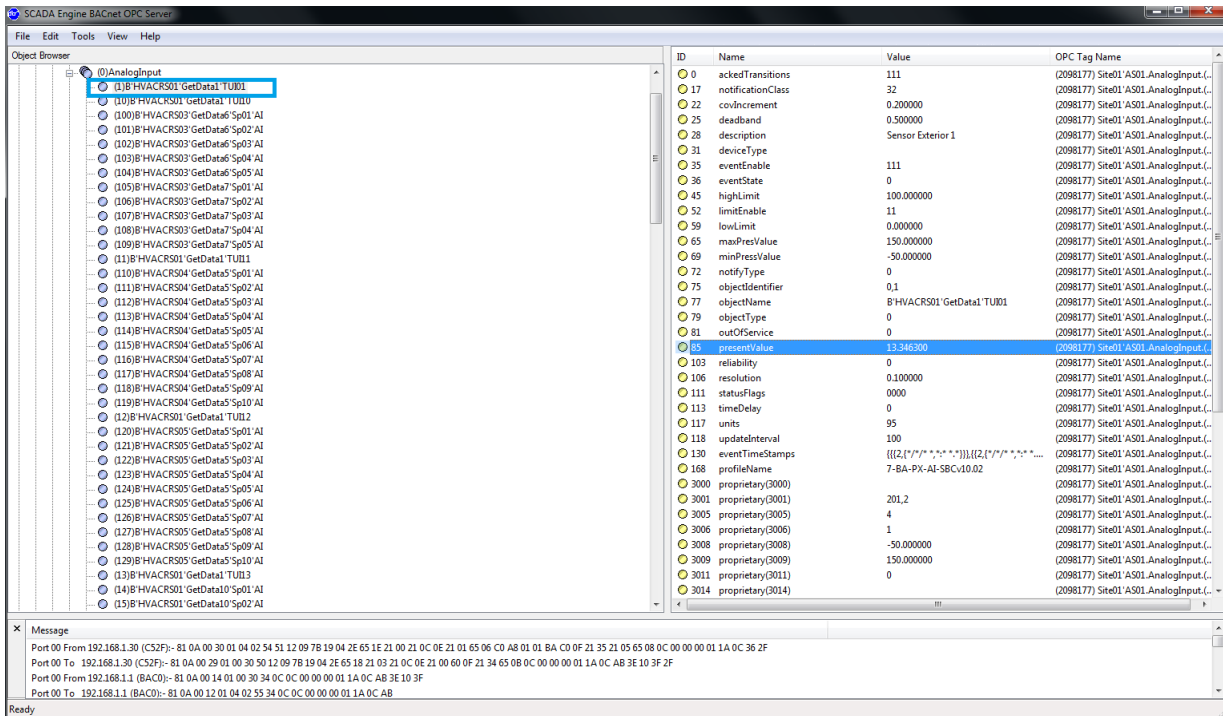 SCADA Engine BACnet OPC Server
File Edit Tools View Help
Object Browser
(0)AnalogInput
(1)B'HVACRS01'GetData1'TUI01
(10)B'HVACRS01'GetData1'TUI10
(100)B'HVACRS03'GetData6'Sp01'AI
(101)B'HVACRS03'GetData6'Sp02'AI
(102)B'HVACRS03'GetData6'Sp03'AI
(103)B'HVACRS03'GetData6'Sp04'AI
(104)B'HVACRS03'GetData6'Sp05'AI
(105)B'HVACRS03'GetData7'Sp01'AI
(106)B'HVACRS03'GetData7'Sp02'AI
(107)B'HVACRS03'GetData7'Sp03'AI
(108)B'HVACRS03'GetData7'Sp04'AI
(109)B'HVACRS03'GetData7'Sp05'AI
(11)B'HVACRS01'GetData1'TUI11
(110)B'HVACRS04'GetData5'Sp01'AI
(111)B'HVACRS04'GetData5'Sp02'AI
(112)B'HVACRS04'GetData5'Sp03'AI
(113)B'HVACRS04'GetData5'Sp04'AI
(114)B'HVACRS04'GetData5'Sp05'AI
(115)B'HVACRS04'GetData5'Sp06'AI
(116)B'HVACRS04'GetData5'Sp07'AI
(117)B'HVACRS04'GetData5'Sp08'AI
(118)B'HVACRS04'GetData5'Sp09'AI
(119)B'HVACRS04'GetData5'Sp10'AI
(12)B'HVACRS01'GetData1'TUI12
(120)B'HVACRS05'GetData5'Sp01'AI
(121)B'HVACRS05'GetData5'Sp02'AI
(122)B'HVACRS05'GetData5'Sp03'AI
(123)B'HVACRS05'GetData5'Sp04'AI
(124)B'HVACRS05'GetData5'Sp05'AI
(125)B'HVACRS05'GetData5'Sp06'AI
(126)B'HVACRS05'GetData5'Sp07'AI
(127)B'HVACRS05'GetData5'Sp08'AI
(128)B'HVACRS05'GetData5'Sp09'AI
(129)B'HVACRS05'GetData5'Sp10'AI
(13)B'HVACRS01'GetData1'TUI13
(14)B'HVACRS01'GetData10'Sp01'AI
(15)B'HVACRS01'GetData10'Sp02'AI
ID Name Value OPC Tag Name
0 ackedTransitions 111 (2098177) Site01'AS01.AnalogInput.(..
17 notificationClass 32 (2098177) Site01'AS01.AnalogInput.(..
22 covIncrement 0.200000 (2098177) Site01'AS01.AnalogInput.(..
25 deadband 0.500000 (2098177) Site01'AS01.AnalogInput.(..
28 description Sensor Exterior 1 (2098177) Site01'AS01.AnalogInput.(..
31 deviceType (2098177) Site01'AS01.AnalogInput.(..
35 eventEnable 111 (2098177) Site01'AS01.AnalogInput.(..
36 eventState 0 (2098177) Site01'AS01.AnalogInput.(..
45 highLimit 100.000000 (2098177) Site01'AS01.AnalogInput.(..
52 limitEnable 11 (2098177) Site01'AS01.AnalogInput.(..
59 lowLimit 0.000000 (2098177) Site01'AS01.AnalogInput.(..
65 maxPresValue 150.000000 (2098177) Site01'AS01.AnalogInput.(..
69 minPressValue -50.000000 (2098177) Site01'AS01.AnalogInput.(..
72 notifyType 0 (2098177) Site01'AS01.AnalogInput.(..
75 objectIdentifier 0,1 (2098177) Site01'AS01.AnalogInput.(..
77 objectName B'HVACRS01'GetData1'TUI01 (2098177) Site01'AS01.AnalogInput.(..
79 objectType 0 (2098177) Site01'AS01.AnalogInput.(..
81 outOfService 0 (2098177) Site01'AS01.AnalogInput.(..
85 presentValue 13.346300 (2098177) Site01'AS01.AnalogInput.(..
103 reliability 0 (2098177) Site01'AS01.AnalogInput.(..
106 resolution 0.100000 (2098177) Site01'AS01.AnalogInput.(..
111 statusFlags 0000 (2098177) Site01'AS01.AnalogInput.(..
113 timeDelay 0 (2098177) Site01'AS01.AnalogInput.(..
117 units 95 (2098177) Site01'AS01.AnalogInput.(..
118 updateInterval 100 (2098177) Site01'AS01.AnalogInput.(..
130 eventTimeStamps (2098177) Site01'AS01.AnalogInput.(..
168 profileName 7-BA-PX-AI-SBCv10.02 (2098177) Site01'AS01.AnalogInput.(..
3000 proprietary(3000) (2098177) Site01'AS01.AnalogInput.(..
3001 proprietary(3001) 201,2 (2098177) Site01'AS01.AnalogInput.(..
3005 proprietary(3005) 4 (2098177) Site01'AS01.AnalogInput.(..
3006 proprietary(3006) 1 (2098177) Site01'AS01.AnalogInput.(..
3008 proprietary(3008) -50.000000 (2098177) Site01'AS01.AnalogInput.(..
3009 proprietary(3009) 150.000000 (2098177) Site01'AS01.AnalogInput.(..
3011 proprietary(3011) 0 (2098177) Site01'AS01.AnalogInput.(..
3014 proprietary(3014) (2098177) Site01'AS01.AnalogInput.(..
Message
Port 00 From 192.168.1.30 (C52F):- 81 0A 00 30 01 04 02 54 51 12 09 7B 19 04 2E 65 1E 21 00 21 0C 0E 21 01 65 06 C0 A8 01 01 BA C0 0F 21 35 21 05 65 08 0C 00 00 00 01 1A 0C 36 2F
Port 00 To 192.168.1.30 (C52F):- 81 0A 00 29 01 00 30 50 12 09 7B 19 04 2E 65 18 21 03 21 0C 0E 21 00 60 0F 21 34 65 0B 0C 00 00 00 01 1A 0C AB 3E 10 3F 2F
Port 00 From 192.168.1.1 (BAC0):- 81 0A 00 14 01 00 30 34 0C 0C 00 00 00 01 1A 0C AB 3E 10 3F
Port 00 To 192.168.1.1 (BAC0):- 81 0A 00 12 01 04 02 55 34 0C 0C 00 00 00 01 1A 0C AB
Ready